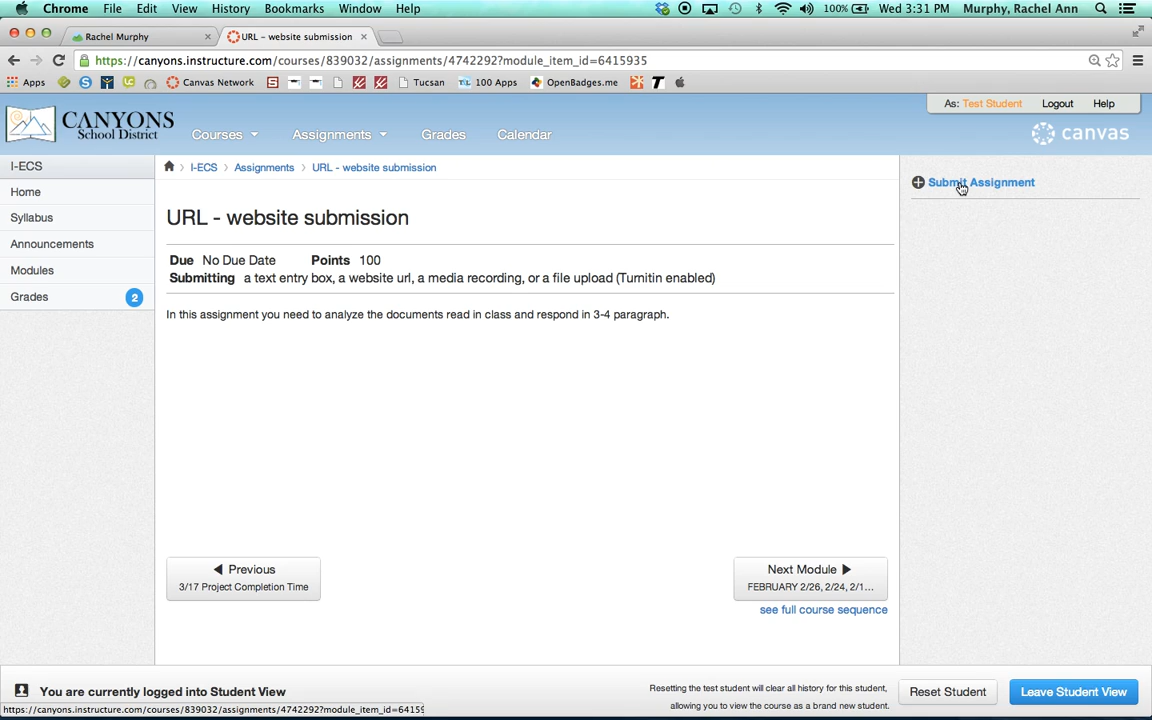 Chrome File Edit View History Bookmarks Window Help 100% Wed 3:31 PM Murphy, Rachel Ann
Rachel Murphy × URL – website submission ×
https://canyons.instructure.com/courses/839032/assignments/4742292?module_item_id=6415935
Apps Canvas Network Tucsan 100 Apps OpenBadges.me
CANYONS
School District
Courses Assignments Grades Calendar
As: Test Student Logout Help
canvas
I-ECS
Home
Syllabus
Announcements
Modules
Grades 2
I-ECS Assignments URL - website submission
Submit Assignment
URL - website submission
Due No Due Date Points 100
Submitting a text entry box, a website url, a media recording, or a file upload (Turnitin enabled)
In this assignment you need to analyze the documents read in class and respond in 3-4 paragraph.
Previous
3/17 Project Completion Time
Next Module
FEBRUARY 2/26, 2/24, 2/1...
see full course sequence
You are currently logged into Student View
Resetting the test student will clear all history for this student,
allowing you to view the course as a brand new student.
Reset Student
Leave Student View
https://canyons.instructure.com/courses/839032/assignments/4742292?module_item_id=6415